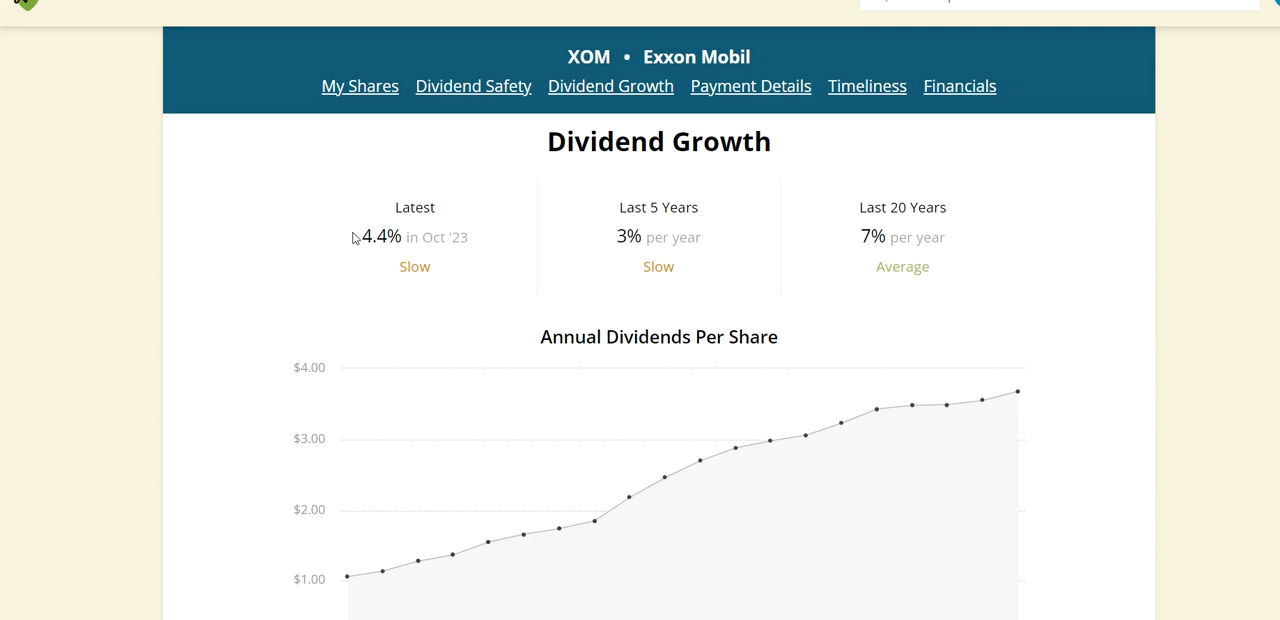 XOM • Exxon Mobil
My Shares Dividend Safety Dividend Growth Payment Details Timeliness Financials
Dividend Growth
Latest Last 5 Years Last 20 Years
4.4% in Oct '23 3% per year 7% per year
Slow Slow Average
Annual Dividends Per Share
$4.00
$3.00
$2.00
$1.00